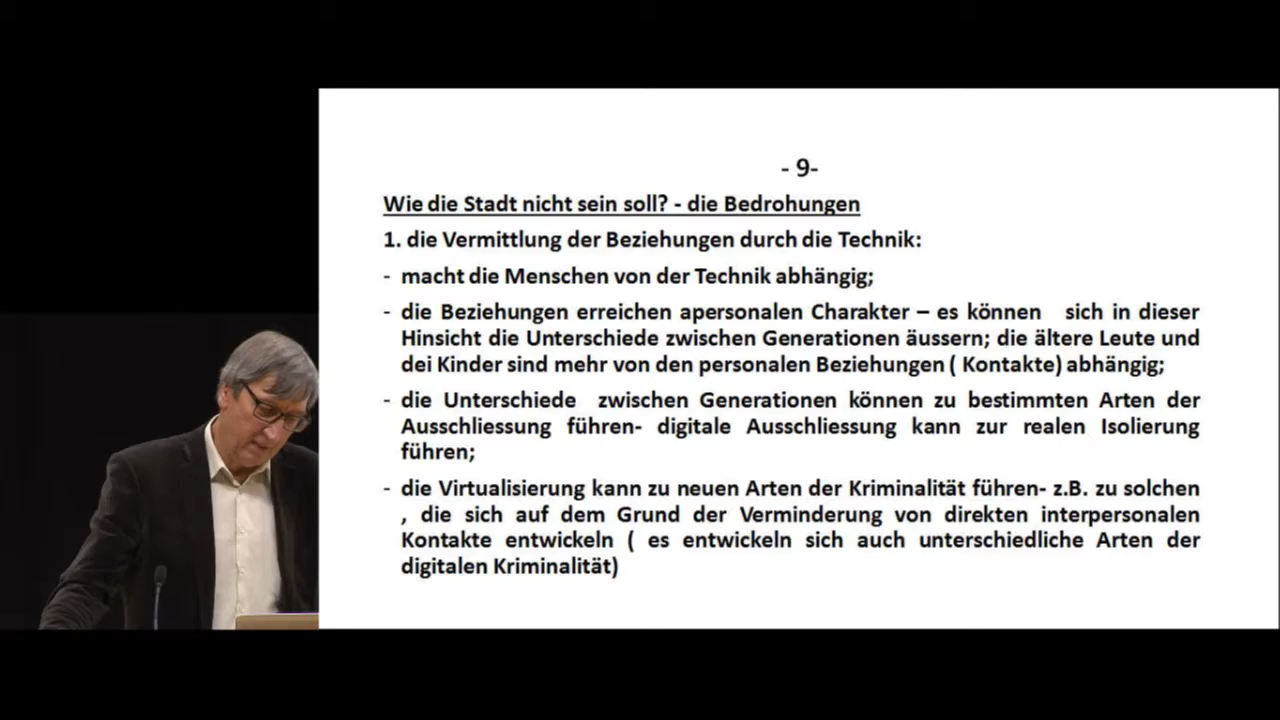 - 9-
Wie die Stadt nicht sein soll? - die Bedrohungen
1. die Vermittlung der Beziehungen durch die Technik:
- macht die Menschen von der Technik abhängig;
- die Beziehungen erreichen apersonalen Charakter – es können sich in dieser
Hinsicht die Unterschiede zwischen Generationen äussern; die ältere Leute und
dei Kinder sind mehr von den personalen Beziehungen ( Kontakte) abhängig;
- die Unterschiede zwischen Generationen können zu bestimmten Arten der
Ausschliessung führen- digitale Ausschliessung kann zur realen Isolierung
führen;
- die Virtualisierung kann zu neuen Arten der Kriminalität führen- z.B. zu solchen
, die sich auf dem Grund der Verminderung von direkten interpersonalen
Kontakte entwickeln ( es entwickeln sich auch unterschiedliche Arten der
digitalen Kriminalität)